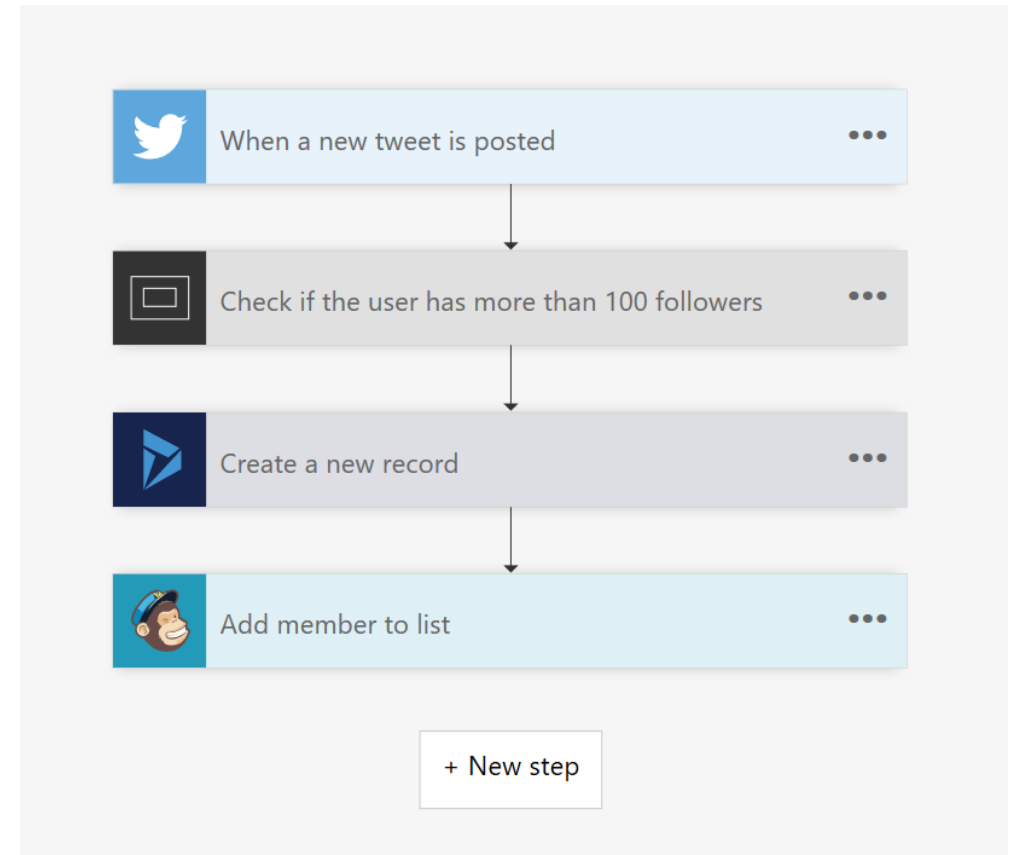 When a new tweet is posted
Check if the user has more than 100 followers
Create a new record
Add member to list
+ New step